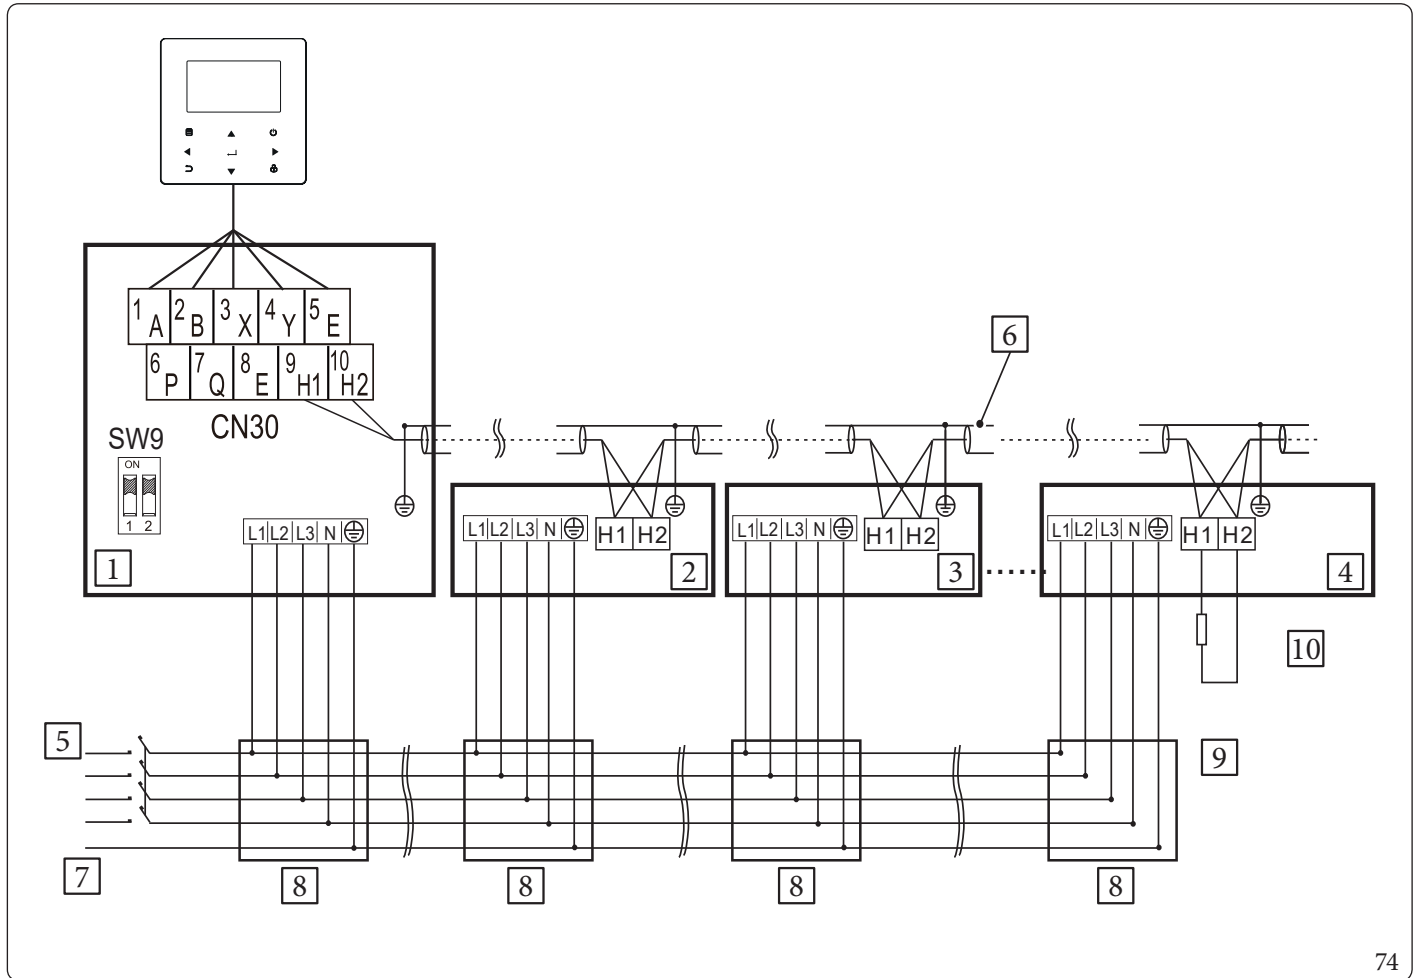 1 A 2 B 3 X 4 Y 5 E
6 P 7 Q 8 E 9 H1 10 H2
CN30
SW9
ON
1 2
6
L1 L2 L3 N
1
L1 L2 L3 N
H1 H2
2
L1 L2 L3 N
H1 H2
3
......
L1 L2 L3 N
H1 H2
4
10
5
9
7
8
8
8
8
74